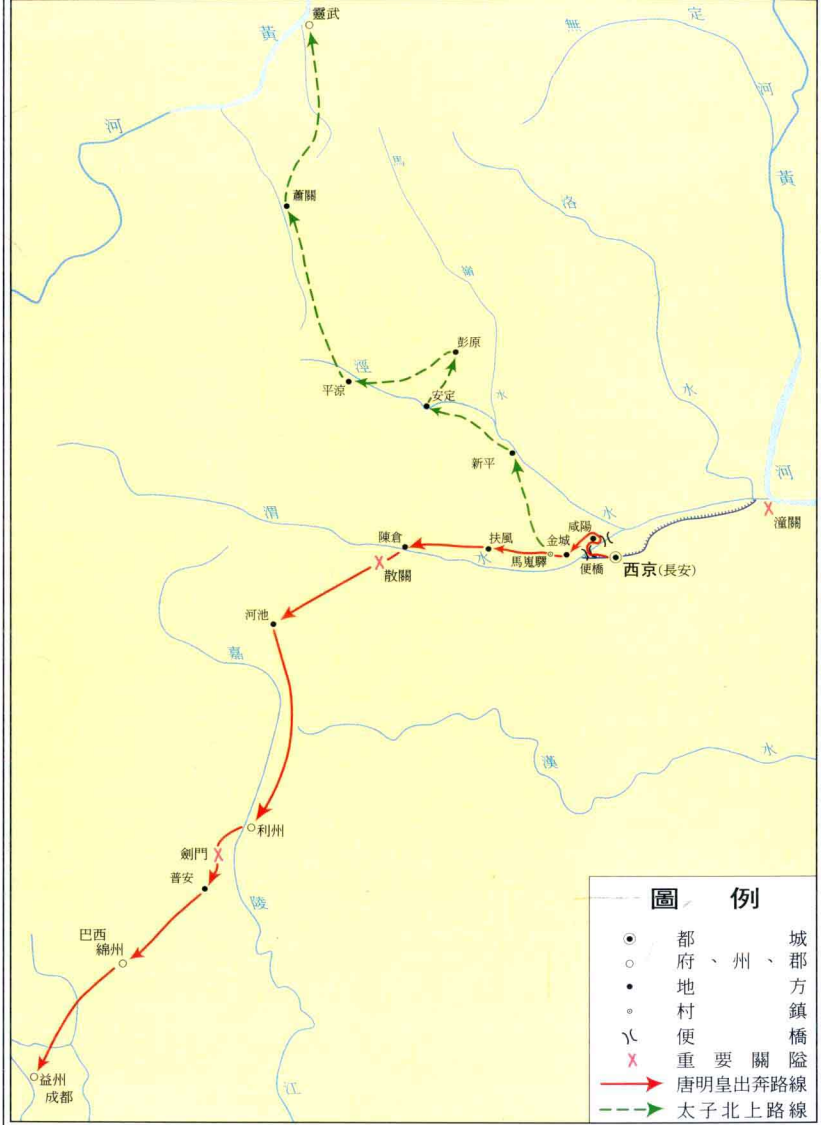 靈武
黃
河
無定
河
黃
河
馬
嶺
水
洛
水
蕭關
彭原
涇
平涼
安定
新平
水
渭
水
陳倉
扶風
金城
咸陽
馬嵬驛
便橋
西京(長安)
潼關
散關
河池
嘉
陵
江
漢
水
利州
劍門
普安
巴西
綿州
益州
成都
圖例
都城
府、州、郡
地方
村鎮
便橋
重要關隘
唐明皇出奔路線
太子北上路線